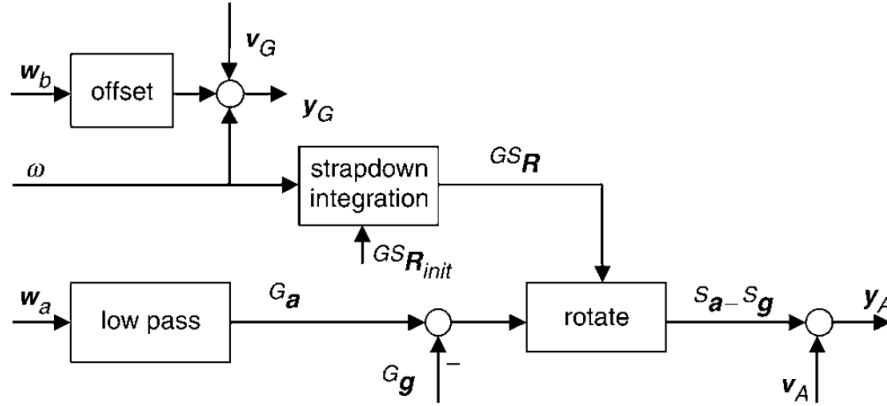 v_G
w_b
offset
y_G
ω
strapdown
integration
GS R
GS R_init
w_a
low pass
G a
G g
−
rotate
S a − S g
y_A
v_A